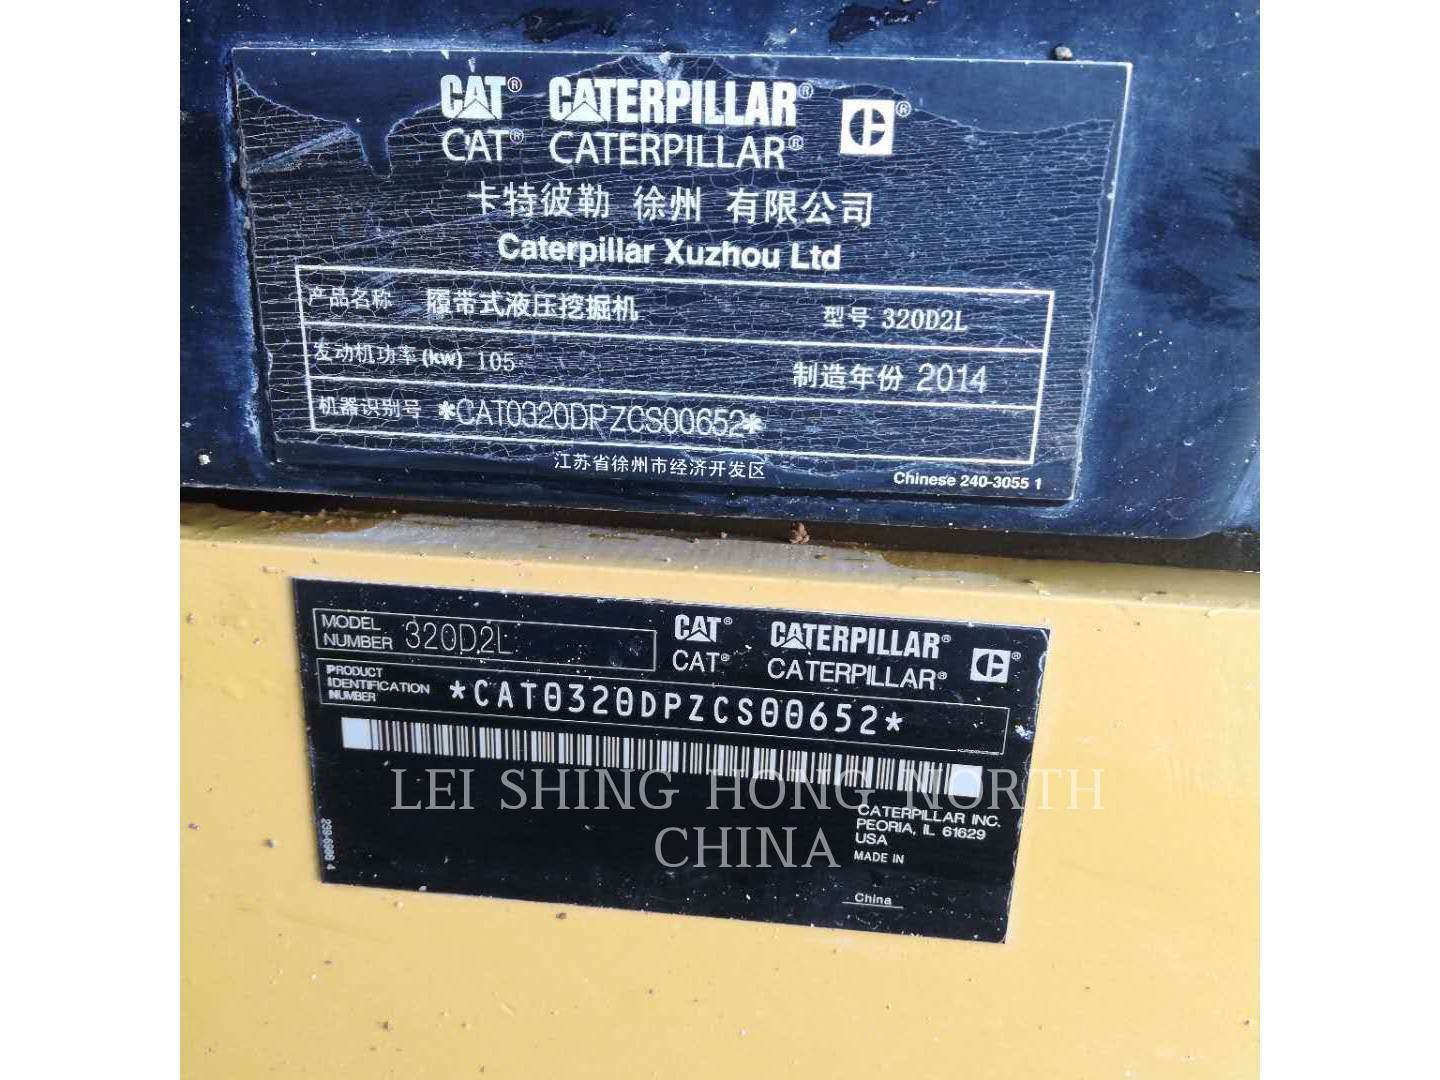 CAT® CATERPILLAR®
CAT® CATERPILLAR®
卡特彼勒 徐州 有限公司
Caterpillar Xuzhou Ltd
产品名称 履带式液压挖掘机 型号 320D2L
发动机功率(kW) 105 制造年份 2014
机器识别号 *CAT0320DPZCS00652*
江苏省徐州市经济开发区
Chinese 240-3055 1
MODEL NUMBER 320D2L
CAT® CATERPILLAR®
CAT® CATERPILLAR®
PRODUCT
IDENTIFICATION
NUMBER
*CAT0320DPZCS00652*
LEI SHING HONG NORTH
CHINA
CATERPILLAR INC.
PEORIA, IL 61629
USA
MADE IN
China
239-6986 4